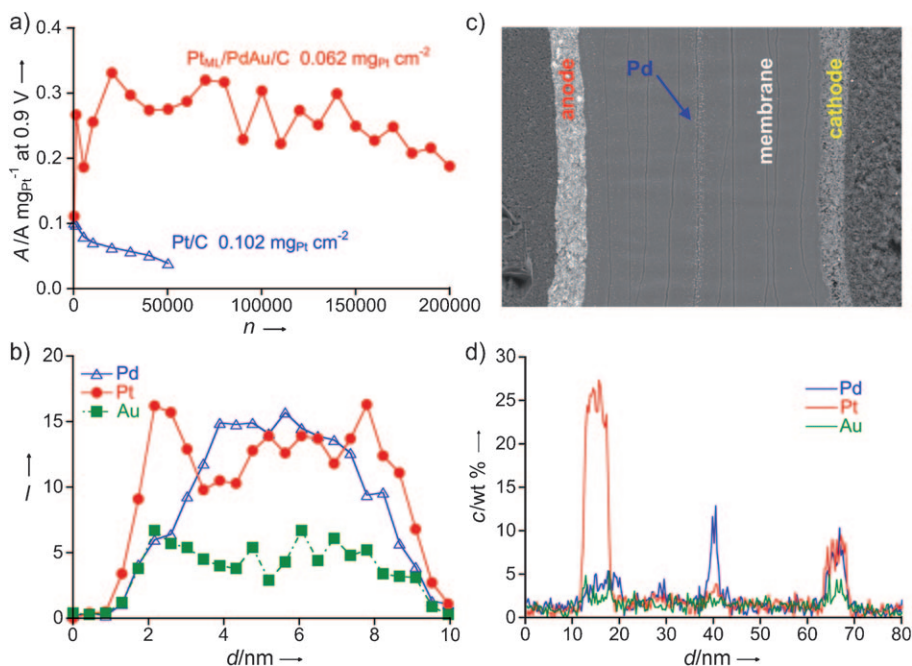 a)
Pt_ML/PdAu/C 0.062 mg_Pt cm⁻²
Pt/C 0.102 mg_Pt cm⁻²
A/A mg_Pt⁻¹ at 0.9 V →
0.4
0.3
0.2
0.1
0.0
0 50000 100000 150000 200000
n →
c)
anode
Pd
membrane
cathode
b)
Pd
Pt
Au
I →
20
15
10
5
0
0 2 4 6 8 10
d/nm →
d)
Pd
Pt
Au
c/wt % →
30
25
20
15
10
5
0
0 10 20 30 40 50 60 70 80
d/nm →